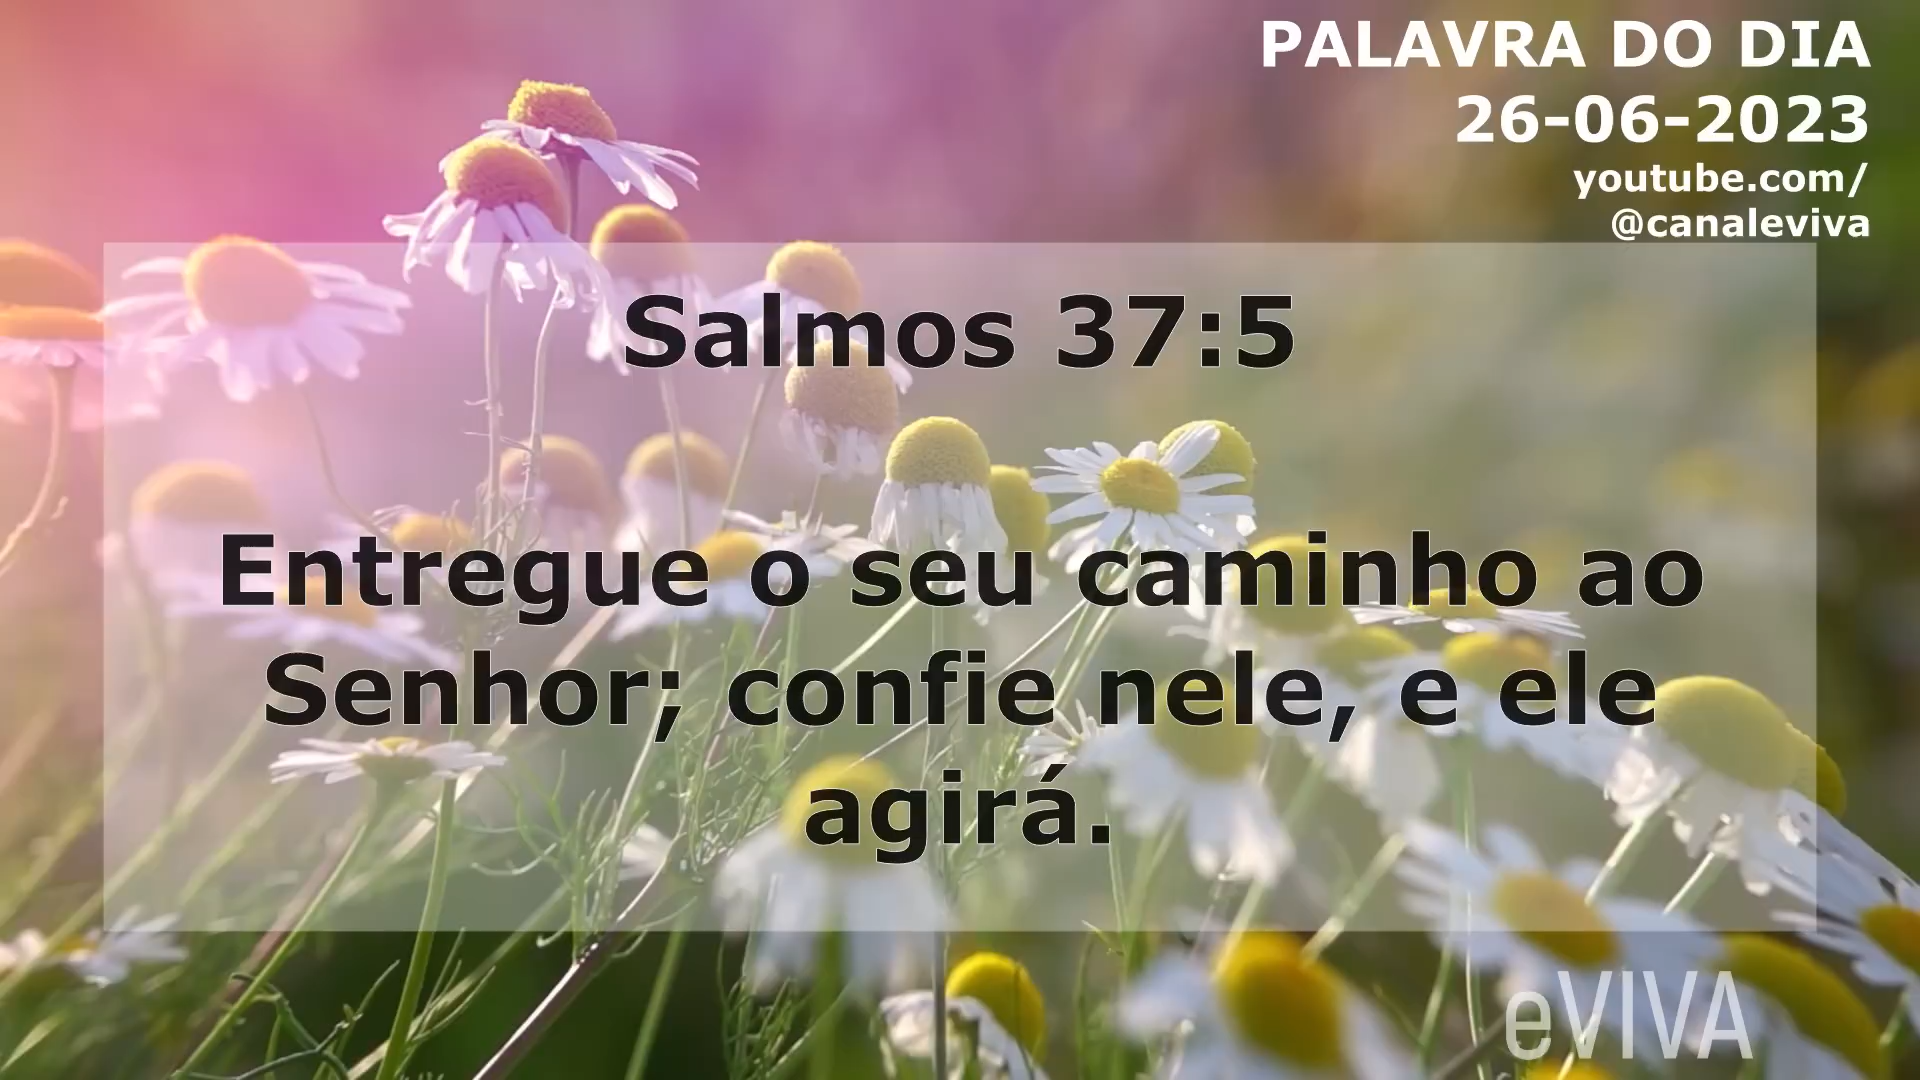 PALAVRA DO DIA
26-06-2023
youtube.com/
@canaleviva
Salmos 37:5
Entregue o seu caminho ao
Senhor; confie nele, e ele
agirá.
eVIVA